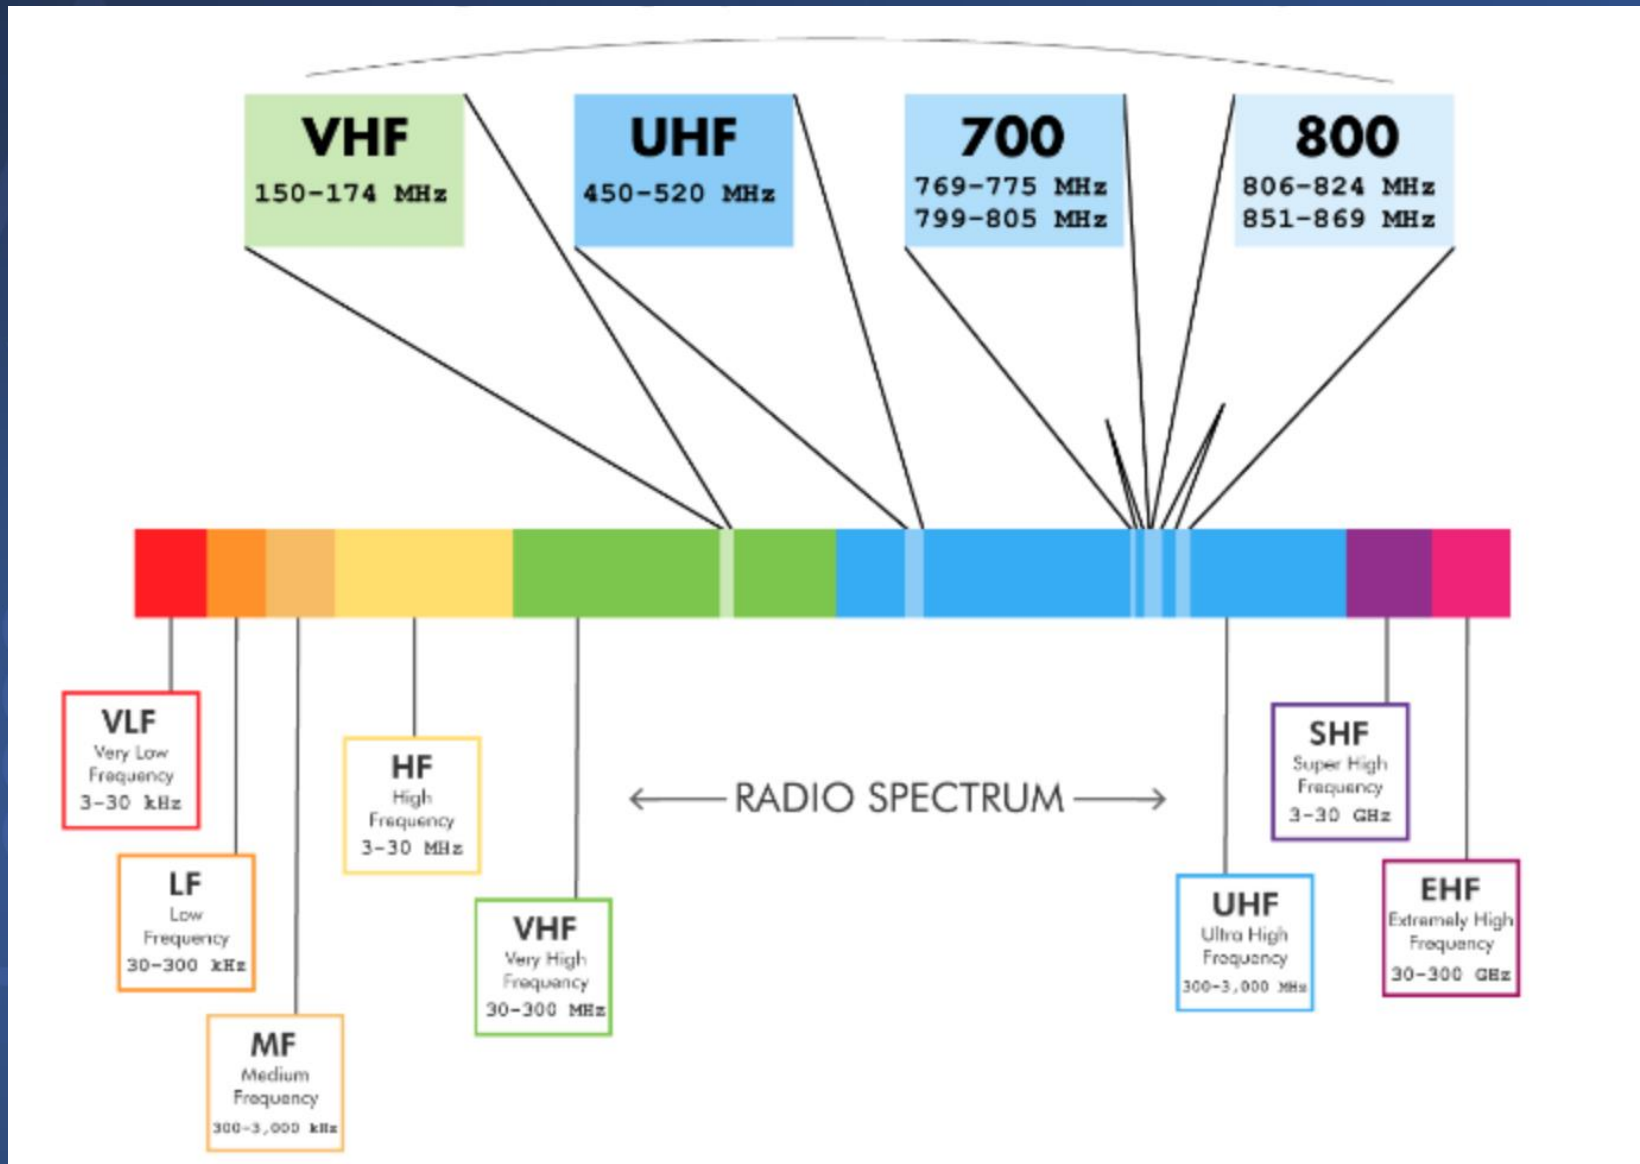 VHF
150-174 MHz
UHF
450-520 MHz
700
769-775 MHz
799-805 MHz
800
806-824 MHz
851-869 MHz
VLF
Very Low
Frequency
3-30 kHz
LF
Low
Frequency
30-300 kHz
MF
Medium
Frequency
300-3,000 kHz
HF
High
Frequency
3-30 MHz
VHF
Very High
Frequency
30-300 MHz
RADIO SPECTRUM
UHF
Ultra High
Frequency
300-3,000 MHz
SHF
Super High
Frequency
3-30 GHz
EHF
Extremely High
Frequency
30-300 GHz